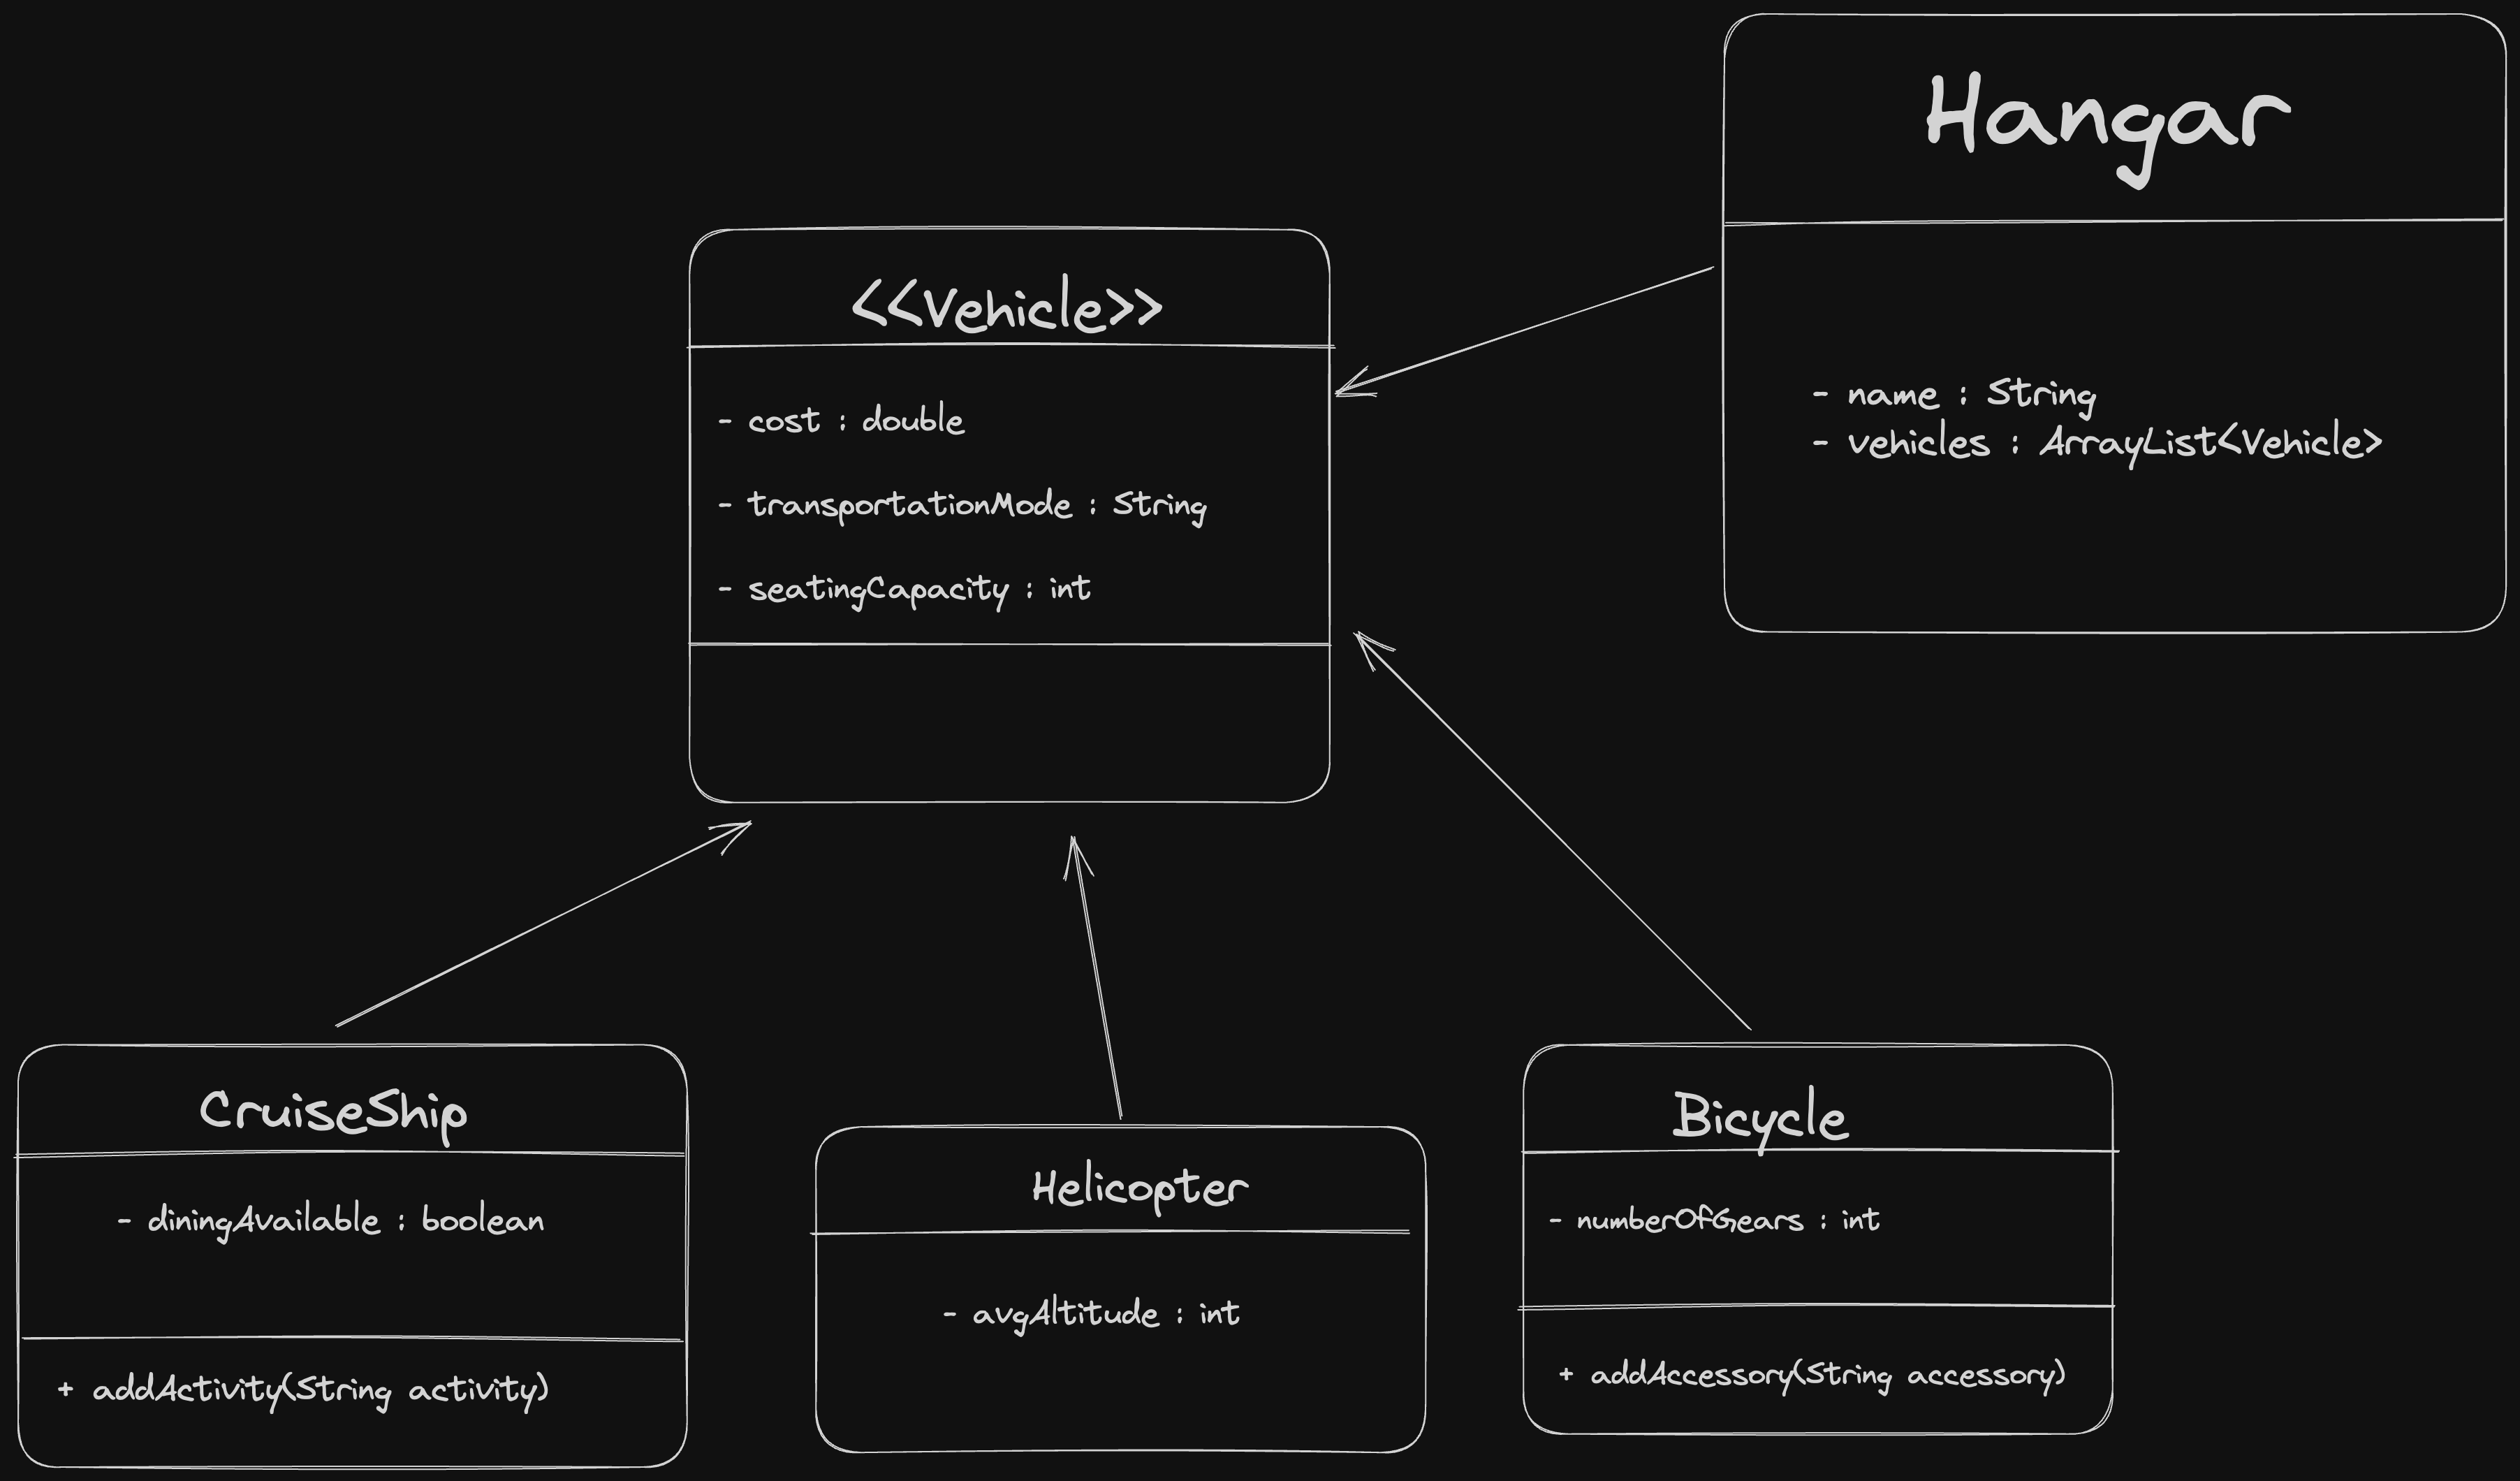 Hangar
- name : String
- vehicles : ArrayList<Vehicle>
<<Vehicle>>
- cost : double
- transportationMode : String
- seatingCapacity : int
CruiseShip
- diningAvailable : boolean
+ addActivity(String activity)
Helicopter
- avgAltitude : int
Bicycle
- numberOfGears : int
+ addAccessory(String accessory)